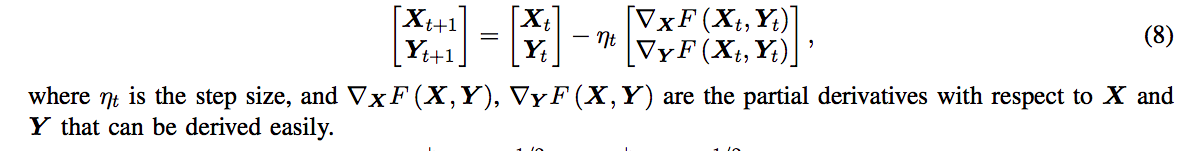 [X_{t+1} Y_{t+1}] = [X_t Y_t] − η_t [∇_X F (X_t, Y_t) ∇_Y F (X_t, Y_t)], (8)
where η_t is the step size, and ∇_X F (X, Y), ∇_Y F (X, Y) are the partial derivatives with respect to X and
Y that can be derived easily.